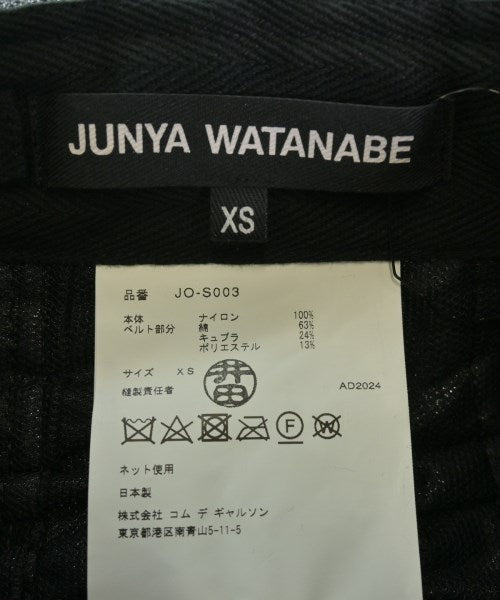 JUNYA WATANABE
XS
品番 JO-S003
本体 ナイロン 100%
ベルト部分 綿 63%
キュプラ 24%
ポリエステル 13%
サイズ XS
縫製責任者 井田 AD2024
F W
ネット使用
日本製
株式会社 コム デ ギャルソン
東京都港区南青山5-11-5